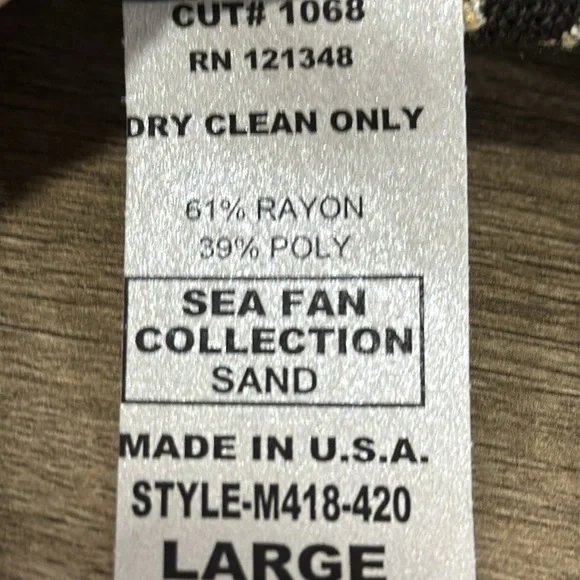 CUT# 1068
RN 121348
DRY CLEAN ONLY
61% RAYON
39% POLY
SEA FAN
COLLECTION
SAND
MADE IN U.S.A.
STYLE-M418-420
LARGE